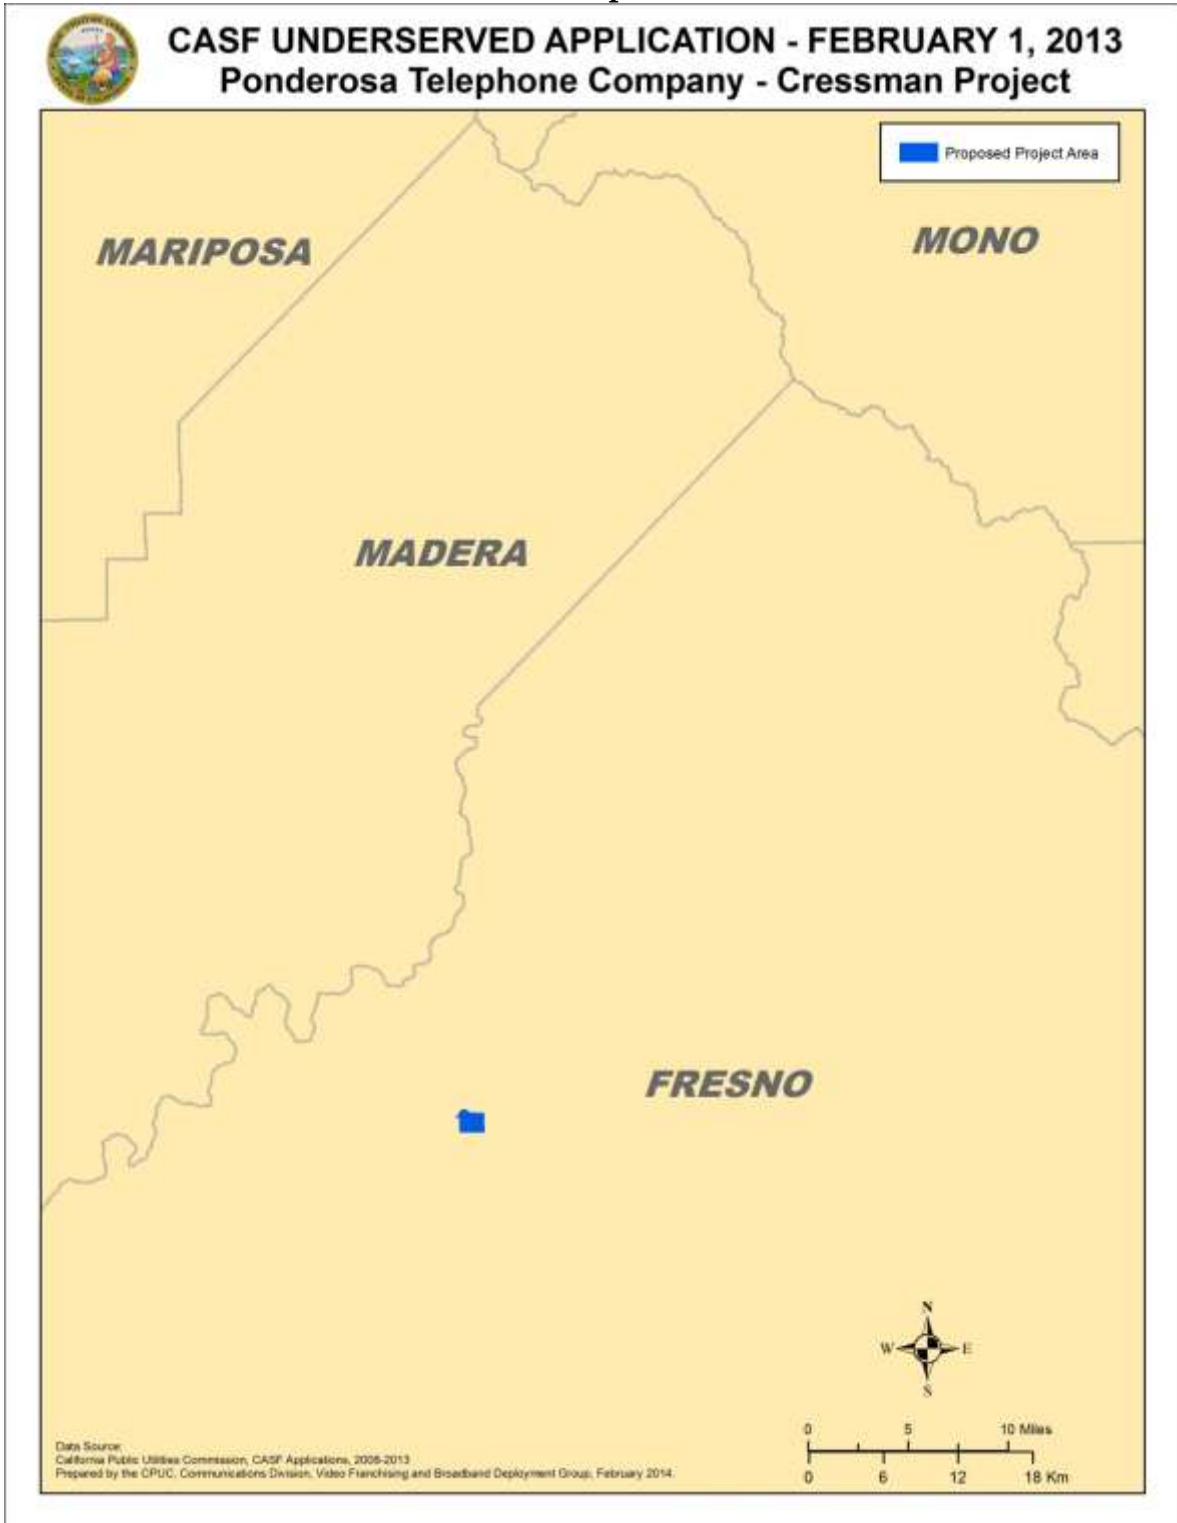 CASF UNDERSERVED APPLICATION - FEBRUARY 1, 2013
Ponderosa Telephone Company - Cressman Project
Proposed Project Area
MARIPOSA
MONO
MADERA
FRESNO
N
W E
S
0 5 10 Miles
0 6 12 18 Km
Data Source:
California Public Utilities Commission, CASF Applications, 2008-2013
Prepared by the CPUC, Communications Division, Video Franchising and Broadband Deployment Group, February 2014.